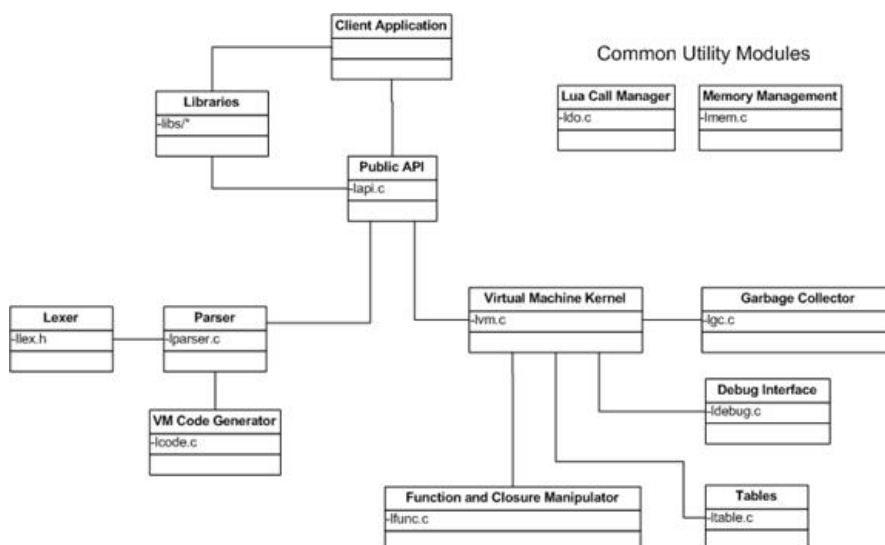 Client Application
Common Utility Modules
Libraries
-libs/*
Lua Call Manager
-ldo.c
Memory Management
-lmem.c
Public API
-lapi.c
Lexer
-llex.h
Parser
-lparser.c
Virtual Machine Kernel
-lvm.c
Garbage Collector
-lgc.c
Debug Interface
-ldebug.c
VM Code Generator
-lcode.c
Function and Closure Manipulator
-lfunc.c
Tables
-ltable.c